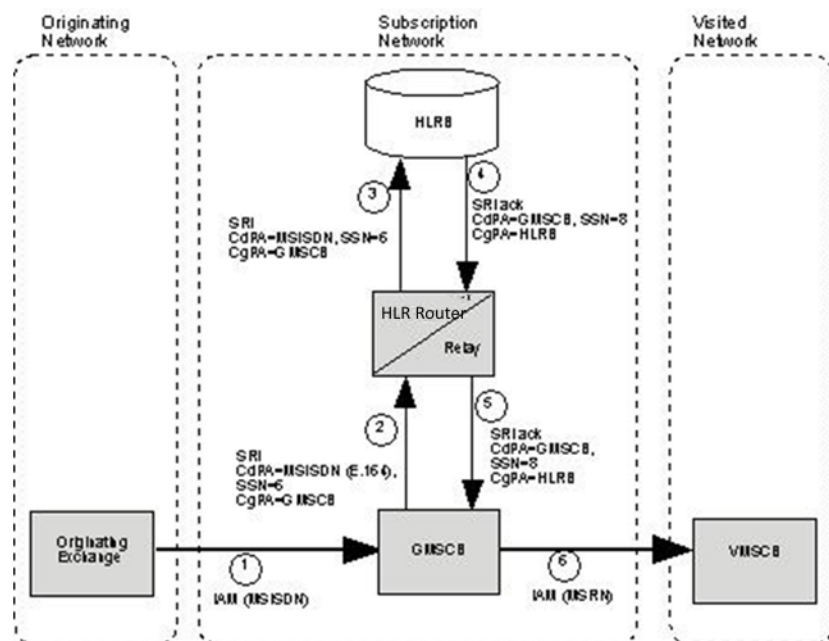 Originating
Network
Subscription
Network
Visited
Network
HLRB
3
4
SRI
CdPA=MSISDN, SSN=6
CgPA=GMSCB
SRIack
CdPA=GMSCB, SSN=8
CgPA=HLRB
HLR Router
Relay
2
5
SRI
CdPA=MSISDN (E.164),
SSN=6
CgPA=GMSCB
SRIack
CdPA=GMSCB,
SSN=8
CgPA=HLRB
Originating
Exchange
GMSCB
VMSCB
1
6
IAM (MSISDN)
IAM (MSRN)